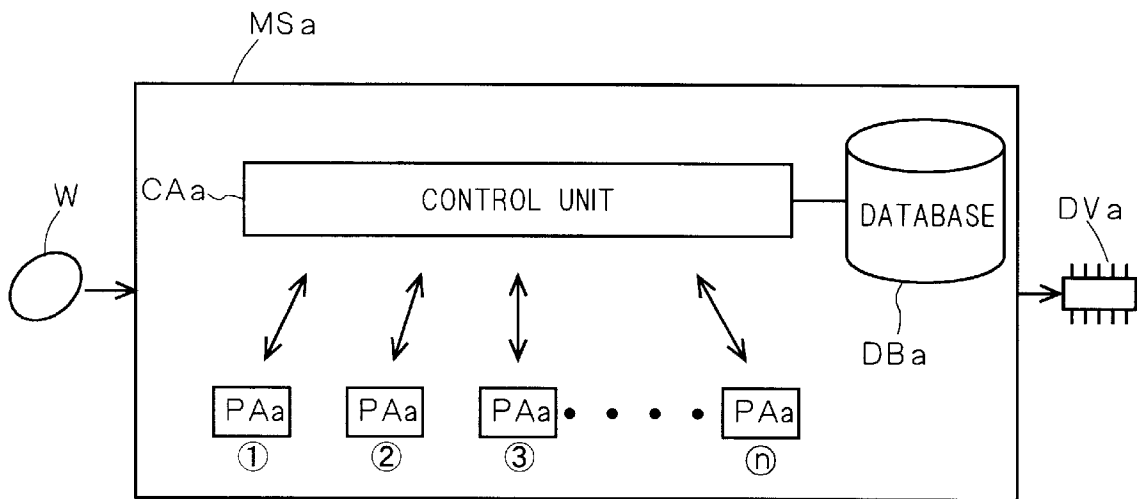 MSa
CAa
CONTROL UNIT
DATABASE
W
DVa
DBa
PAa PAa PAa PAa
① ② ③ ⓝ